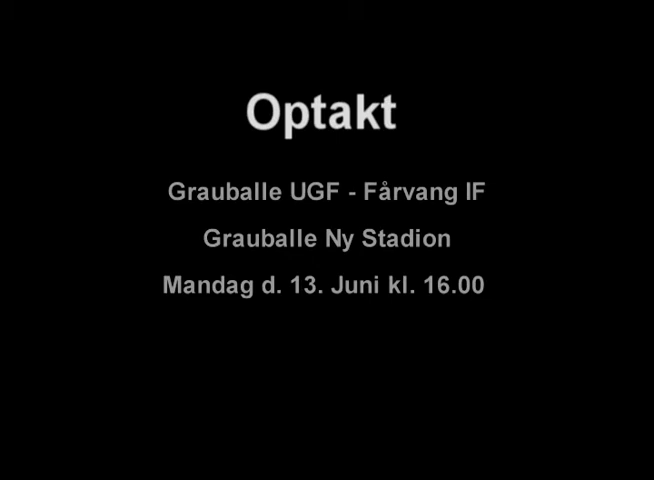 Optakt
Grauballe UGF - Fårvang IF
Grauballe Ny Stadion
Mandag d. 13. Juni kl. 16.00